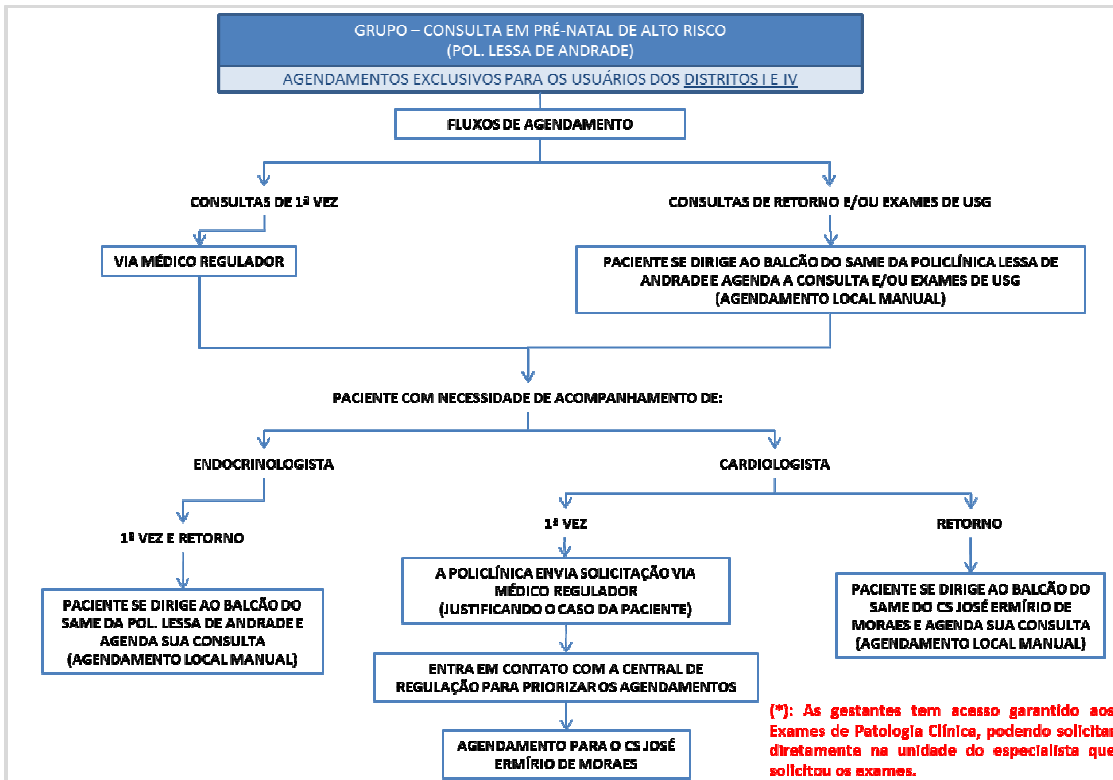 GRUPO – CONSULTA EM PRÉ-NATAL DE ALTO RISCO
(POL. LESSA DE ANDRADE)
AGENDAMENTOS EXCLUSIVOS PARA OS USUÁRIOS DOS DISTRITOS I E IV
FLUXOS DE AGENDAMENTO
CONSULTAS DE 1ª VEZ
CONSULTAS DE RETORNO E/OU EXAMES DE USG
VIA MÉDICO REGULADOR
PACIENTE SE DIRIGE AO BALCÃO DO SAME DA POLICLÍNICA LESSA DE
ANDRADE E AGENDA A CONSULTA E/OU EXAMES DE USG
(AGENDAMENTO LOCAL MANUAL)
PACIENTE COM NECESSIDADE DE ACOMPANHAMENTO DE:
ENDOCRINOLOGISTA
CARDIOLOGISTA
1ª VEZ E RETORNO
1ª VEZ
RETORNO
PACIENTE SE DIRIGE AO BALCÃO DO
SAME DA POL. LESSA DE ANDRADE E
AGENDA SUA CONSULTA
(AGENDAMENTO LOCAL MANUAL)
A POLICLÍNICA ENVIA SOLICITAÇÃO VIA
MÉDICO REGULADOR
(JUSTIFICANDO O CASO DA PACIENTE)
PACIENTE SE DIRIGE AO BALCÃO DO
SAME DO CS JOSÉ ERMÍRIO DE
MORAES E AGENDA SUA CONSULTA
(AGENDAMENTO LOCAL MANUAL)
ENTRA EM CONTATO COM A CENTRAL DE
REGULAÇÃO PARA PRIORIZAR OS AGENDAMENTOS
AGENDAMENTO PARA O CS JOSÉ
ERMÍRIO DE MORAES
(*): As gestantes tem acesso garantido aos
Exames de Patologia Clínica, podendo solicitar
diretamente na unidade do especialista que
solicitou os exames.